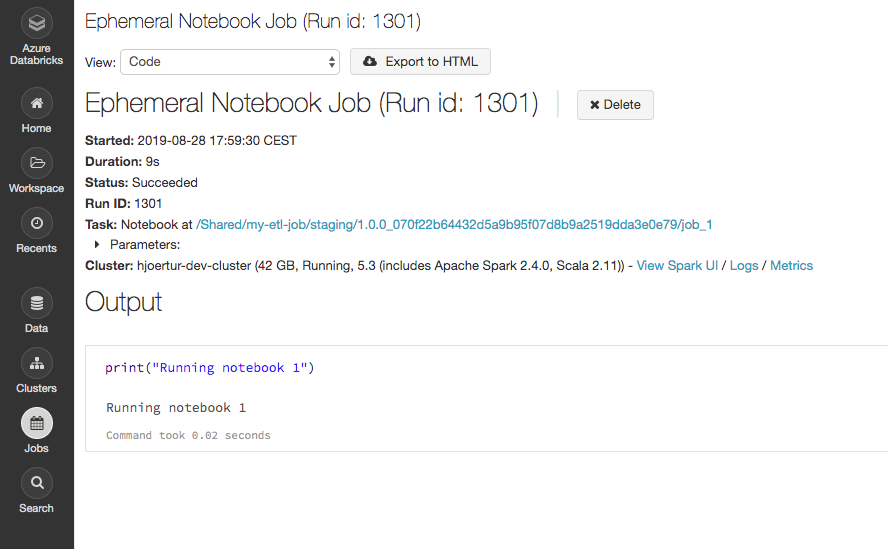 Azure
Databricks
Home
Workspace
Recents
Data
Clusters
Jobs
Search
Ephemeral Notebook Job (Run id: 1301)
View: Code Export to HTML
Ephemeral Notebook Job (Run id: 1301) Delete
Started: 2019-08-28 17:59:30 CEST
Duration: 9s
Status: Succeeded
Run ID: 1301
Task: Notebook at /Shared/my-etl-job/staging/1.0.0_070f22b64432d5a9b95f07d8b9a2519dda3e0e79/job_1
Parameters:
Cluster: hjoertur-dev-cluster (42 GB, Running, 5.3 (includes Apache Spark 2.4.0, Scala 2.11)) - View Spark UI / Logs / Metrics
Output
print("Running notebook 1")
Running notebook 1
Command took 0.02 seconds